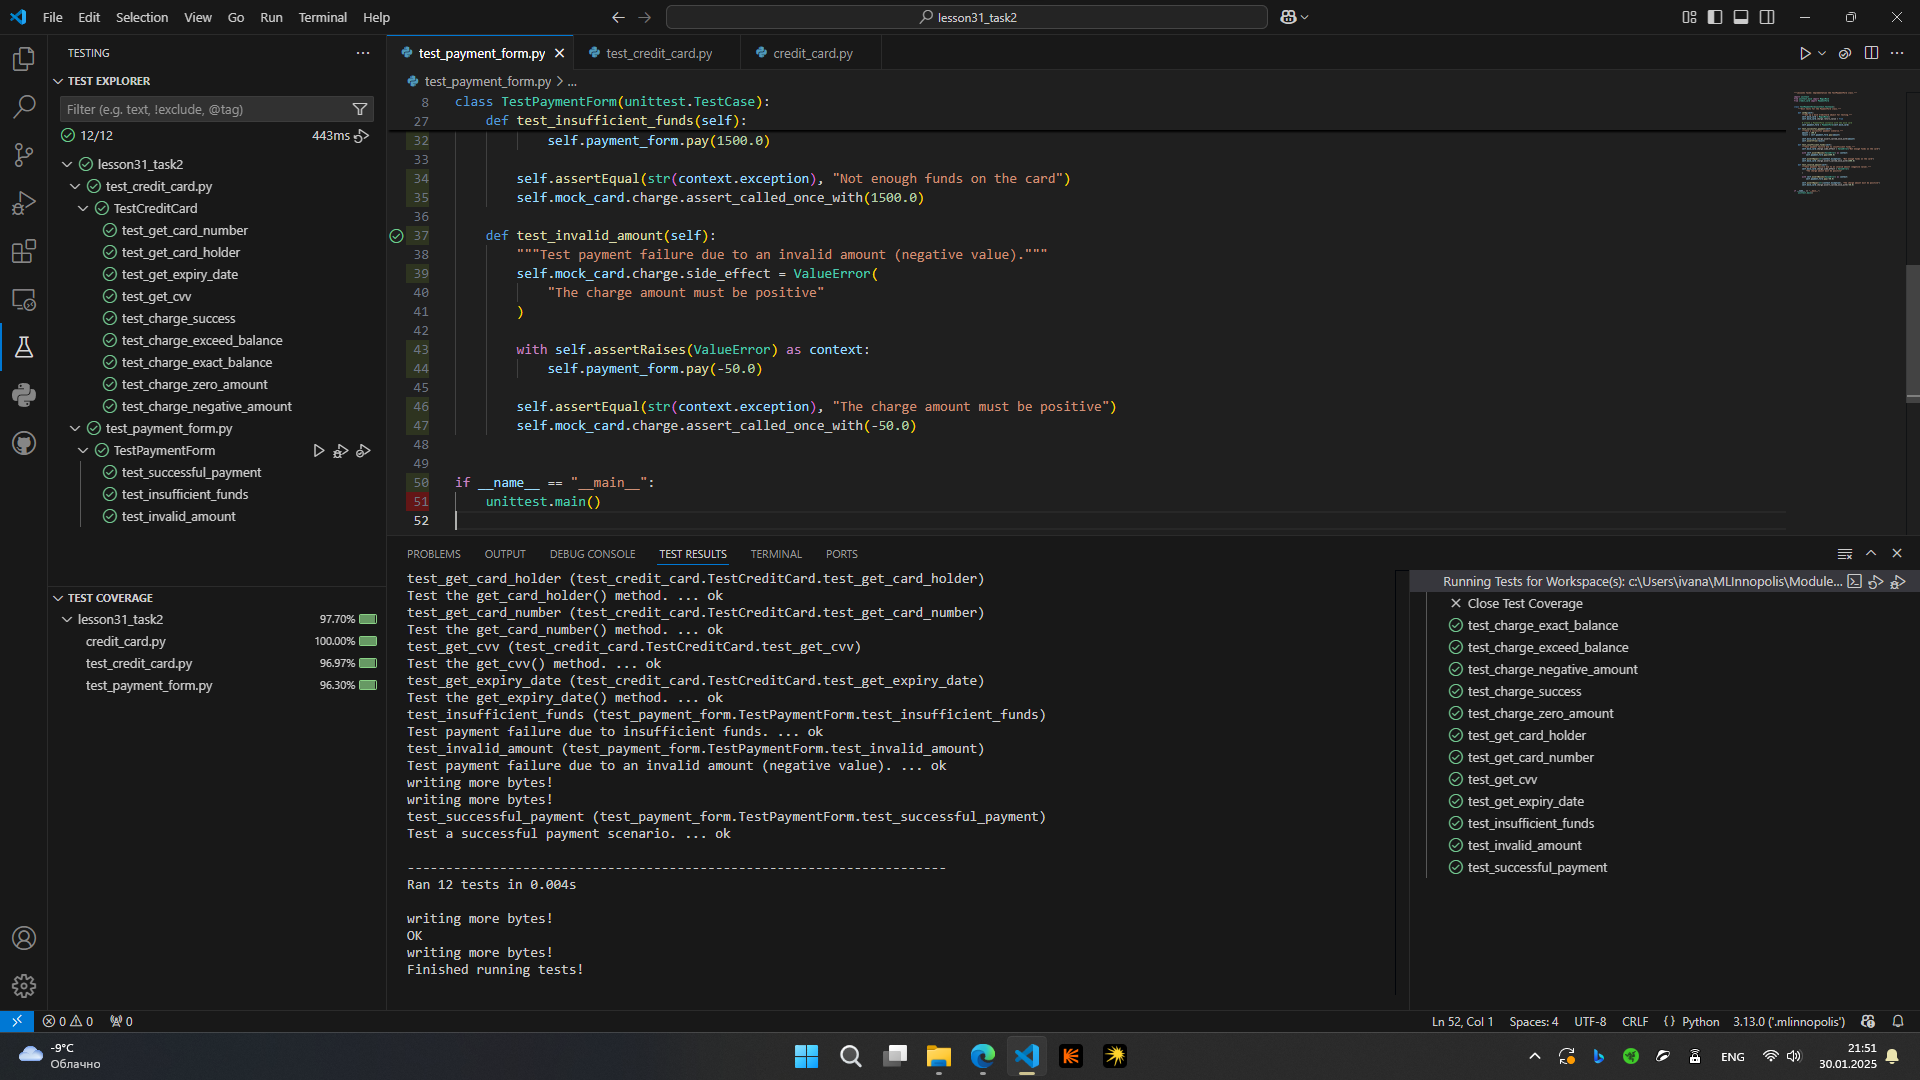 File Edit Selection View Go Run Terminal Help
lesson31_task2
TESTING
TEST EXPLORER
Filter (e.g. text, !exclude, @tag)
12/12 443ms
lesson31_task2
test_credit_card.py
TestCreditCard
test_get_card_number
test_get_card_holder
test_get_expiry_date
test_get_cvv
test_charge_success
test_charge_exceed_balance
test_charge_exact_balance
test_charge_zero_amount
test_charge_negative_amount
test_payment_form.py
TestPaymentForm
test_successful_payment
test_insufficient_funds
test_invalid_amount
TEST COVERAGE
lesson31_task2 97.70%
credit_card.py 100.00%
test_credit_card.py 96.97%
test_payment_form.py 96.30%
test_payment_form.py test_credit_card.py credit_card.py
test_payment_form.py > ...
8 class TestPaymentForm(unittest.TestCase):
27 def test_insufficient_funds(self):
32 self.payment_form.pay(1500.0)
33
34 self.assertEqual(str(context.exception), "Not enough funds on the card")
35 self.mock_card.charge.assert_called_once_with(1500.0)
36
37 def test_invalid_amount(self):
38 """Test payment failure due to an invalid amount (negative value)."""
39 self.mock_card.charge.side_effect = ValueError(
40 "The charge amount must be positive"
41 )
42
43 with self.assertRaises(ValueError) as context:
44 self.payment_form.pay(-50.0)
45
46 self.assertEqual(str(context.exception), "The charge amount must be positive")
47 self.mock_card.charge.assert_called_once_with(-50.0)
48
49
50 if __name__ == "__main__":
51 unittest.main()
52
PROBLEMS OUTPUT DEBUG CONSOLE TEST RESULTS TERMINAL PORTS
test_get_card_holder (test_credit_card.TestCreditCard.test_get_card_holder)
Test the get_card_holder() method. ... ok
test_get_card_number (test_credit_card.TestCreditCard.test_get_card_number)
Test the get_card_number() method. ... ok
test_get_cvv (test_credit_card.TestCreditCard.test_get_cvv)
Test the get_cvv() method. ... ok
test_get_expiry_date (test_credit_card.TestCreditCard.test_get_expiry_date)
Test the get_expiry_date() method. ... ok
test_insufficient_funds (test_payment_form.TestPaymentForm.test_insufficient_funds)
Test payment failure due to insufficient funds. ... ok
test_invalid_amount (test_payment_form.TestPaymentForm.test_invalid_amount)
Test payment failure due to an invalid amount (negative value). ... ok
writing more bytes!
writing more bytes!
test_successful_payment (test_payment_form.TestPaymentForm.test_successful_payment)
Test a successful payment scenario. ... ok
----------------------------------------------------------------------
Ran 12 tests in 0.004s
writing more bytes!
OK
writing more bytes!
Finished running tests!
Running Tests for Workspace(s): c:\Users\ivana\MLInnopolis\Module...
Close Test Coverage
test_charge_exact_balance
test_charge_exceed_balance
test_charge_negative_amount
test_charge_success
test_charge_zero_amount
test_get_card_holder
test_get_card_number
test_get_cvv
test_get_expiry_date
test_insufficient_funds
test_invalid_amount
test_successful_payment
0 0 0
Ln 52, Col 1 Spaces: 4 UTF-8 CRLF {} Python 3.13.0 ('.mlinnopolis')
-9°C
Облачно
ENG
21:51
30.01.2025